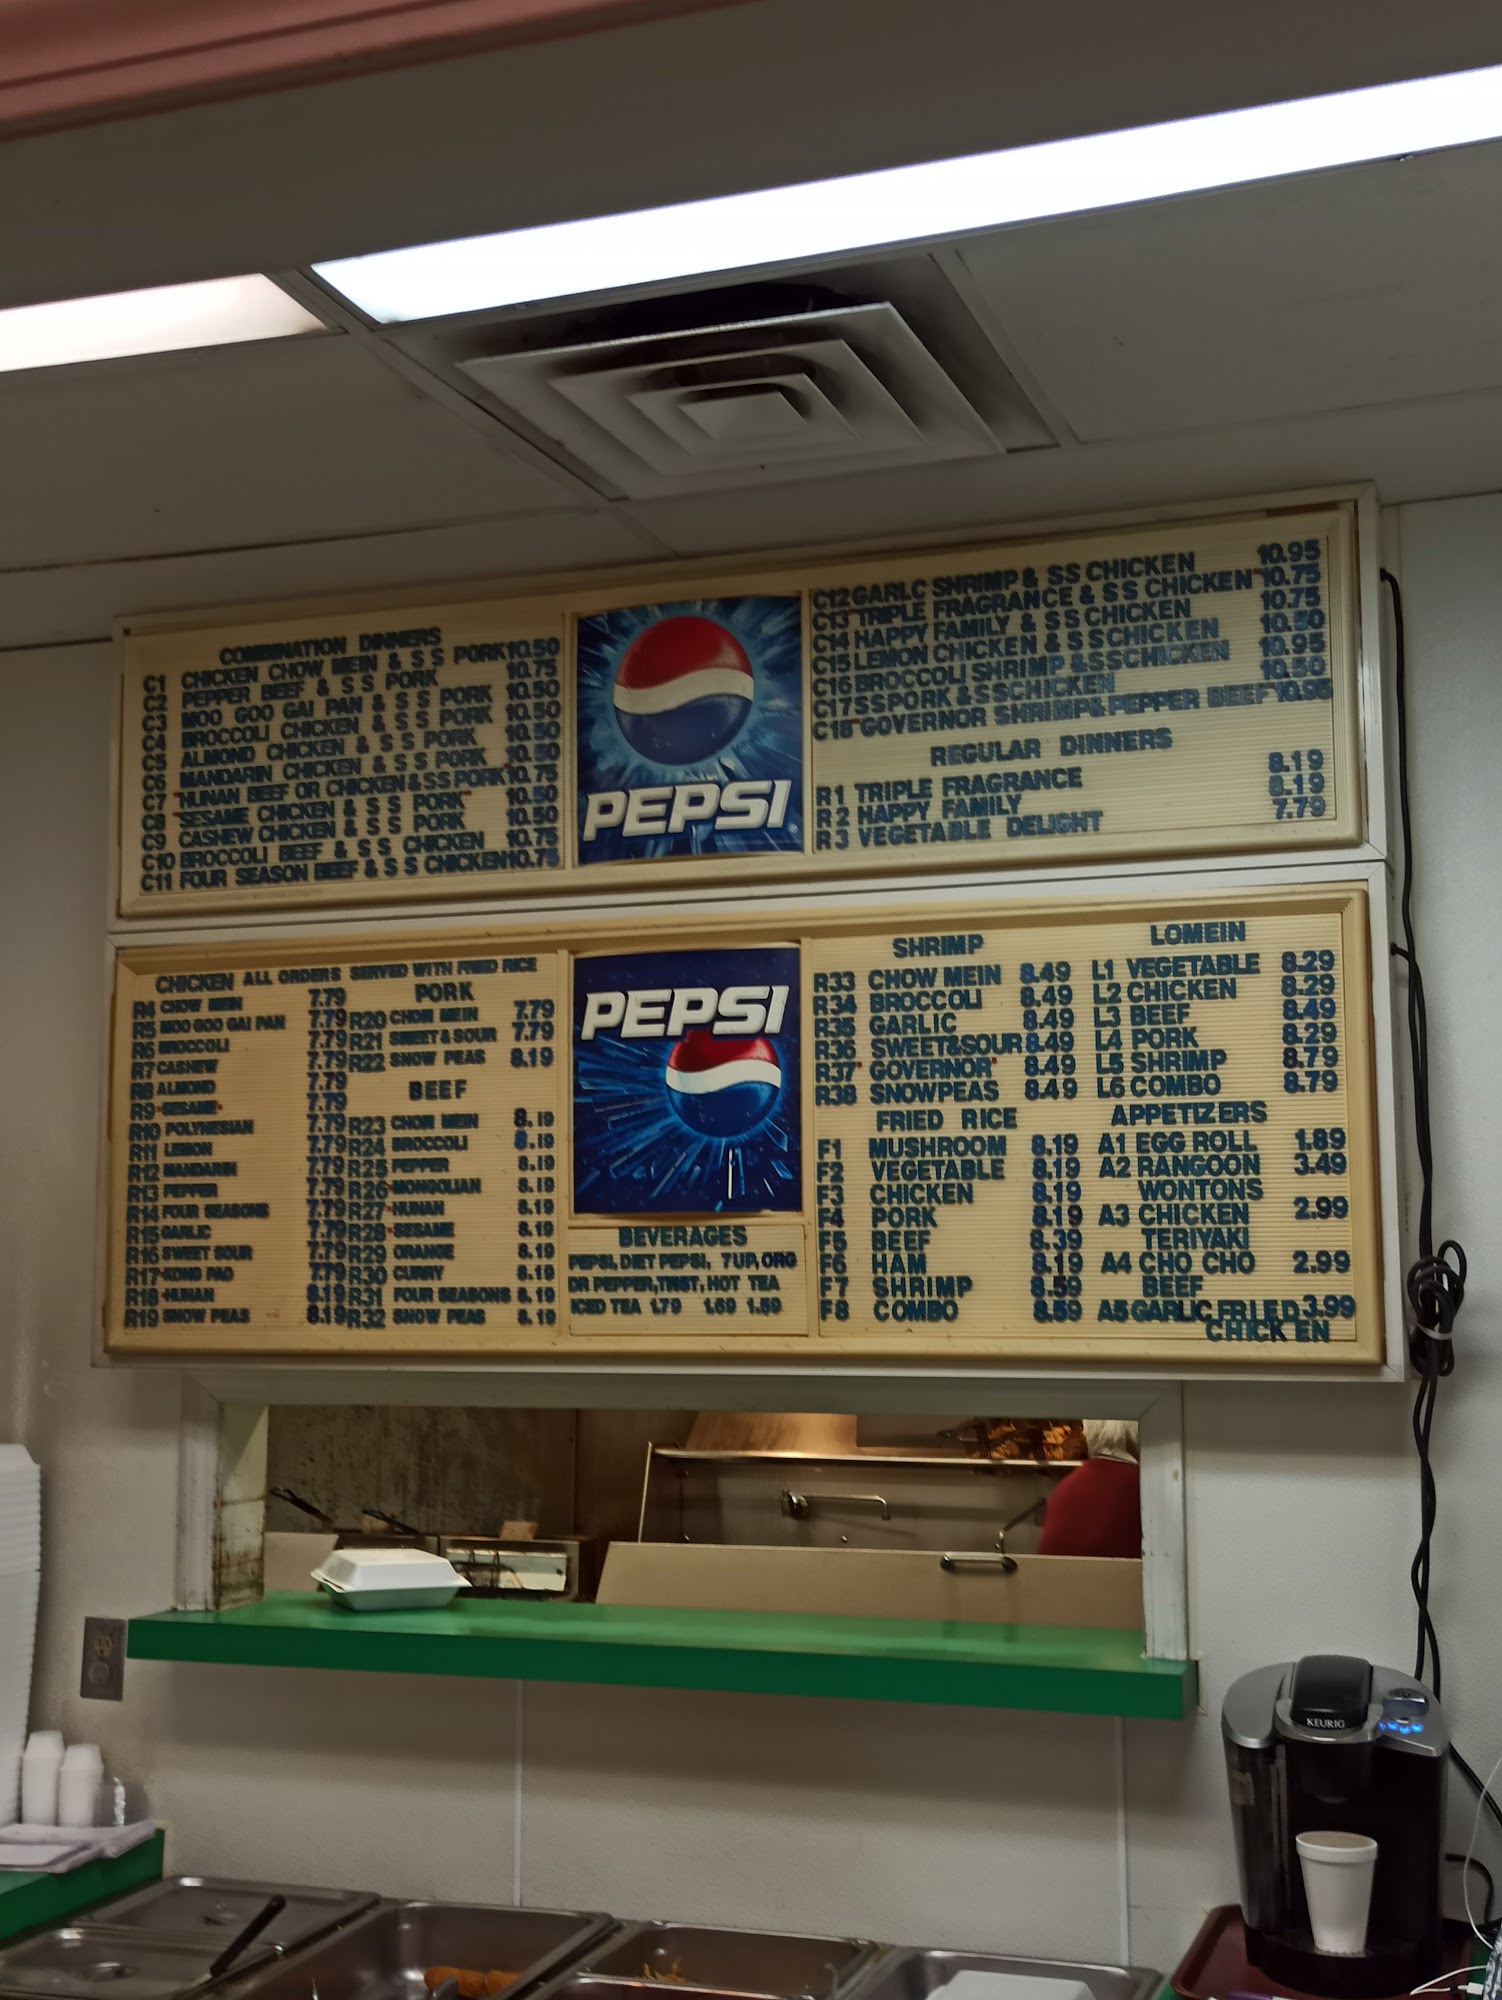 COMBINATION DINNERS
C1 CHICKEN CHOW MEIN & S S PORK 10.50
C2 PEPPER BEEF & S S PORK 10.75
C3 MOO GOO GAI PAN & S S PORK 10.50
C4 BROCCOLI CHICKEN & S S PORK 10.50
C5 ALMOND CHICKEN & S S PORK 10.50
C6 MANDARIN CHICKEN & S S PORK 10.50
C7 "HUNAN BEEF OR CHICKEN & SS PORK" 10.75
C8 "SESAME CHICKEN & S S PORK" 10.50
C9 CASHEW CHICKEN & S S PORK 10.50
C10 BROCCOLI BEEF & S S CHICKEN 10.75
C11 FOUR SEASON BEEF & S S CHICKEN 10.75
PEPSI
C12 GARLC SHRIMP & SS CHICKEN 10.95
C13 "TRIPLE FRAGRANCE & S S CHICKEN" 10.75
C14 HAPPY FAMILY & S S CHICKEN 10.75
C15 LEMON CHICKEN & S S CHICKEN 10.50
C16 BROCCOLI SHRIMP & SS CHICKEN 10.95
C17 SS PORK & S S CHICKEN 10.50
C18 "GOVERNOR SHRIMP & PEPPER BEEF" 10.95
REGULAR DINNERS
R1 TRIPLE FRAGRANCE 8.19
R2 HAPPY FAMILY 8.19
R3 VEGETABLE DELIGHT 7.79
CHICKEN ALL ORDERS SERVED WITH FRIED RICE
R4 CHOW MEIN 7.79
R5 MOO GOO GAI PAN 7.79
R6 BROCCOLI 7.79
R7 CASHEW 7.79
R8 ALMOND 7.79
R9 "SESAME" 7.79
R10 POLYNESIAN 7.79
R11 LEMON 7.79
R12 MANDARIN 7.79
R13 PEPPER 7.79
R14 FOUR SEASONS 7.79
R15 GARLIC 7.79
R16 SWEET SOUR 7.79
R17 "KONG PAO 7.79
R18 "HUNAN 8.19
R19 SNOW PEAS 8.19
PORK
R20 CHOW MEIN 7.79
R21 SWEET & SOUR 7.79
R22 SNOW PEAS 8.19
BEEF
R23 CHOW MEIN 8.19
R24 BROCCOLI 8.19
R25 PEPPER 8.19
R26 "MONGOLIAN 8.19
R27 "HUNAN 8.19
R28 "SESAME 8.19
R29 ORANGE 8.19
R30 CURRY 8.19
R31 FOUR SEASONS 8.19
R32 SNOW PEAS 8.19
PEPSI
BEVERAGES
PEPSI, DIET PEPSI, 7UP, ORG
DR PEPPER, TWST, HOT TEA
ICED TEA 1.79 1.69 1.59
SHRIMP
R33 CHOW MEIN 8.49
R34 BROCCOLI 8.49
R35 GARLIC 8.49
R36 SWEET&SOUR 8.49
R37 "GOVERNOR" 8.49
R38 SNOWPEAS 8.49
FRIED RICE
F1 MUSHROOM 8.19
F2 VEGETABLE 8.19
F3 CHICKEN 8.19
F4 PORK 8.19
F5 BEEF 8.39
F6 HAM 8.19
F7 SHRIMP 8.59
F8 COMBO 8.59
LOMEIN
L1 VEGETABLE 8.29
L2 CHICKEN 8.29
L3 BEEF 8.49
L4 PORK 8.29
L5 SHRIMP 8.79
L6 COMBO 8.79
APPETIZERS
A1 EGG ROLL 1.89
A2 RANGOON 3.49
WONTONS
A3 CHICKEN 2.99
TERIYAKI
A4 CHO CHO 2.99
BEEF
A5 GARLIC FRIED 3.99
CHICKEN
KEURIG